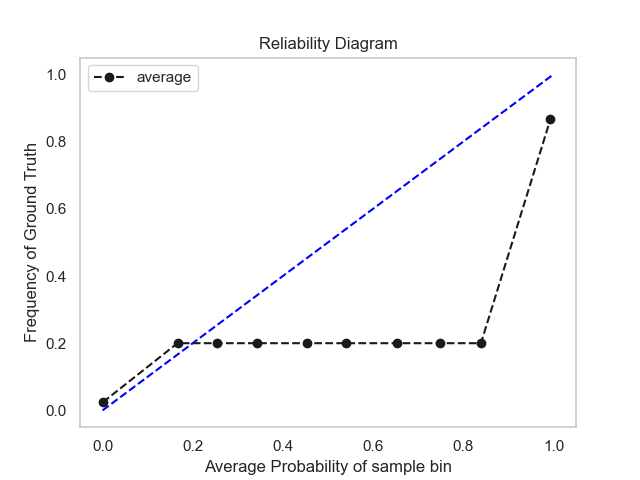 Reliability Diagram
average
1.0
0.8
0.6
0.4
0.2
0.0
Frequency of Ground Truth
0.0 0.2 0.4 0.6 0.8 1.0
Average Probability of sample bin